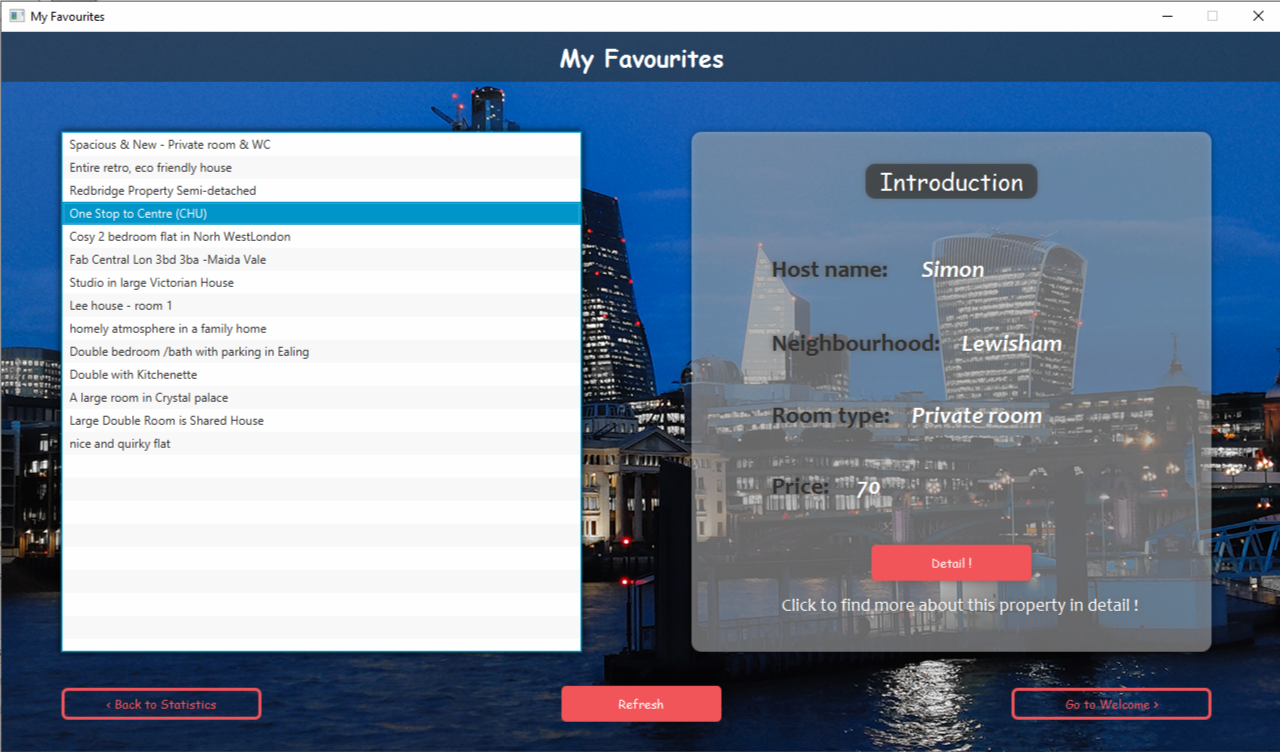 My Favourites
My Favourites
Spacious & New - Private room & WC
Entire retro, eco friendly house
Redbridge Property Semi-detached
One Stop to Centre (CHU)
Cosy 2 bedroom flat in Norh WestLondon
Fab Central Lon 3bd 3ba -Maida Vale
Studio in large Victorian House
Lee house - room 1
homely atmosphere in a family home
Double bedroom /bath with parking in Ealing
Double with Kitchenette
A large room in Crystal palace
Large Double Room is Shared House
nice and quirky flat
Introduction
Host name: Simon
Neighbourhood: Lewisham
Room type: Private room
Price: 70
Detail !
Click to find more about this property in detail !
‹ Back to Statistics
Refresh
Go to Welcome ›